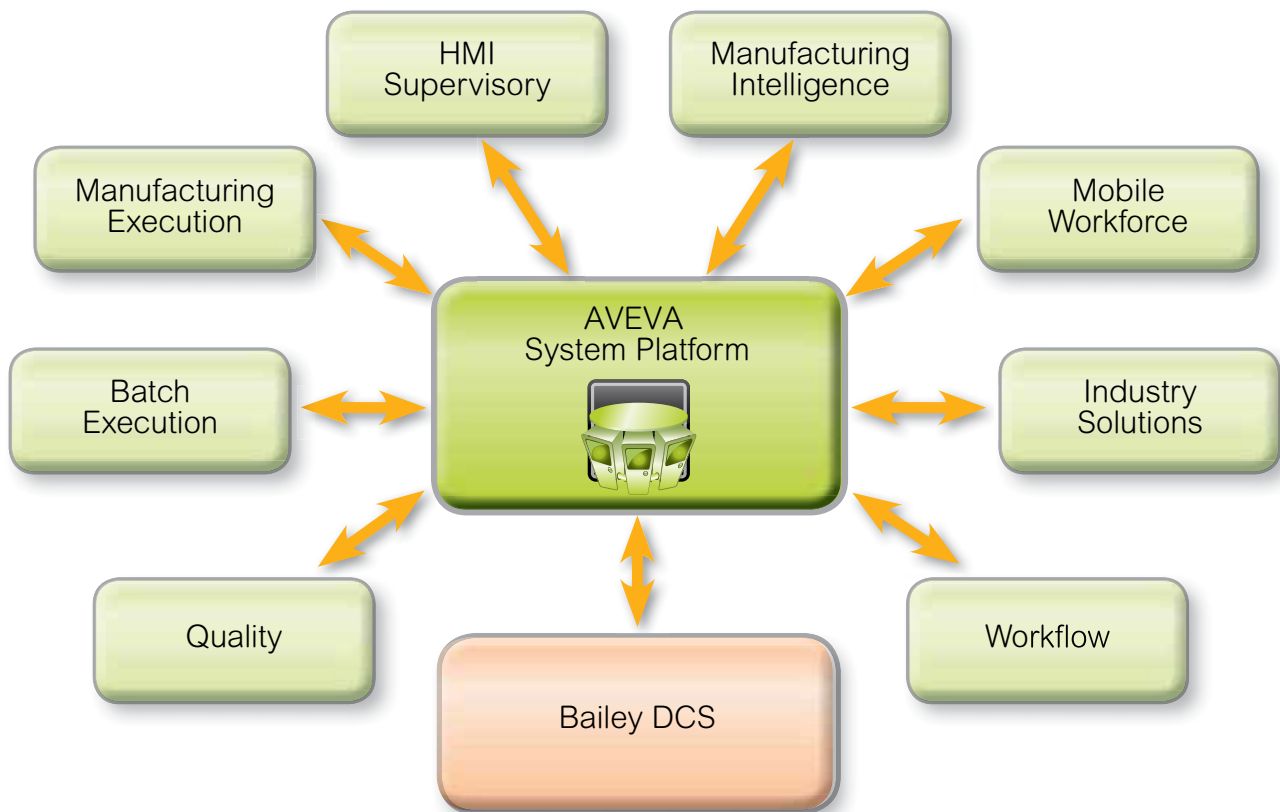 HMI
Supervisory
Manufacturing
Intelligence
Manufacturing
Execution
Mobile
Workforce
AVEVA
System Platform
Batch
Execution
Industry
Solutions
Quality
Workflow
Bailey DCS